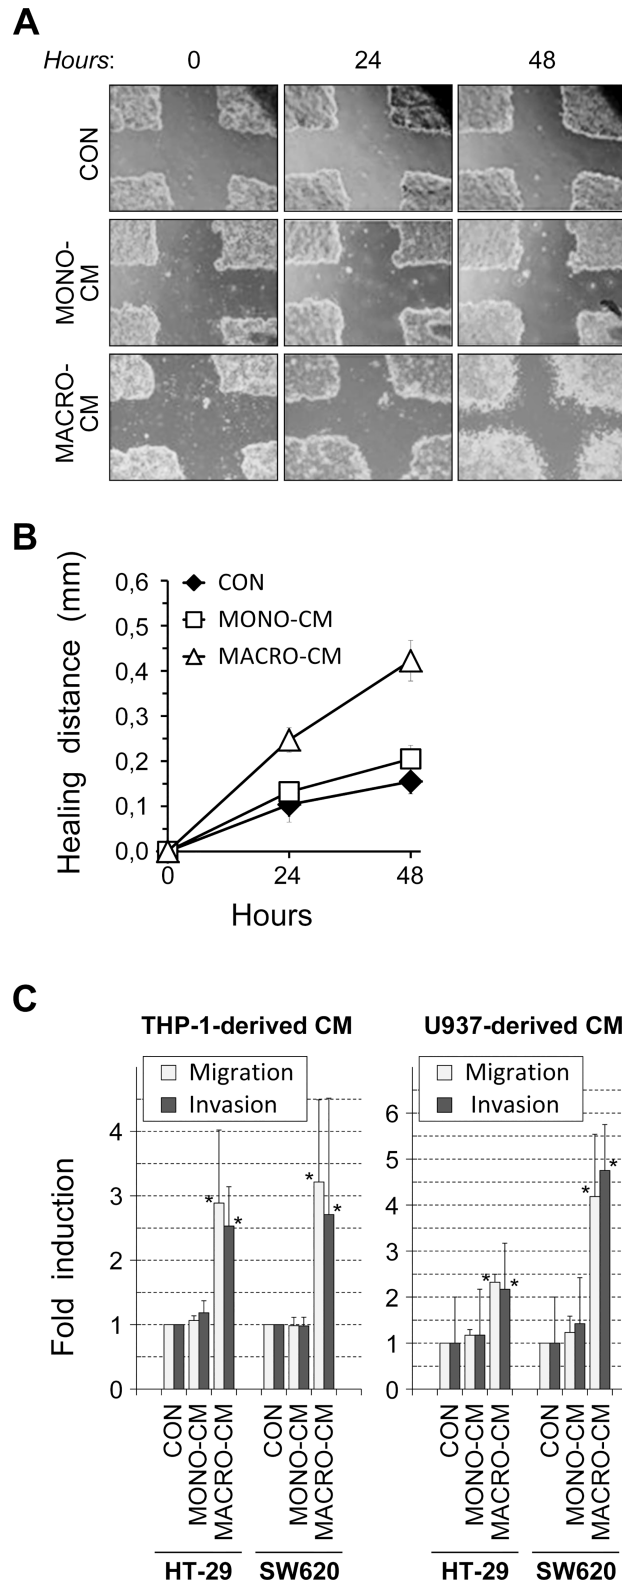 A
Hours: 0 24 48
CON
MONO-
CM
MACRO-
CM
B
Healing distance (mm)
0,6
0,5
0,4
0,3
0,2
0,1
0,0
CON
MONO-CM
MACRO-CM
0 24 48
Hours
C
THP-1-derived CM
U937-derived CM
Migration
Invasion
Migration
Invasion
Fold induction
4
3
2
1
0
6
5
4
3
2
1
0
* * * *
* * * *
CON MONO-CM MACRO-CM CON MONO-CM MACRO-CM
CON MONO-CM MACRO-CM CON MONO-CM MACRO-CM
HT-29 SW620
HT-29 SW620